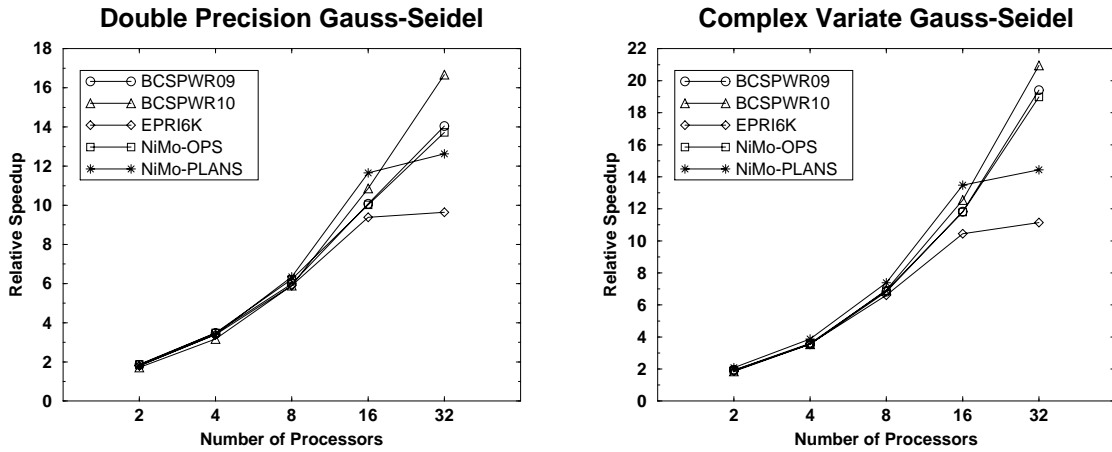 Double Precision Gauss-Seidel
18
16
14
12
10
8
6
4
2
0
Relative Speedup
BCSPWR09
BCSPWR10
EPRI6K
NiMo-OPS
NiMo-PLANS
2 4 8 16 32
Number of Processors
Complex Variate Gauss-Seidel
22
20
18
16
14
12
10
8
6
4
2
0
Relative Speedup
BCSPWR09
BCSPWR10
EPRI6K
NiMo-OPS
NiMo-PLANS
2 4 8 16 32
Number of Processors